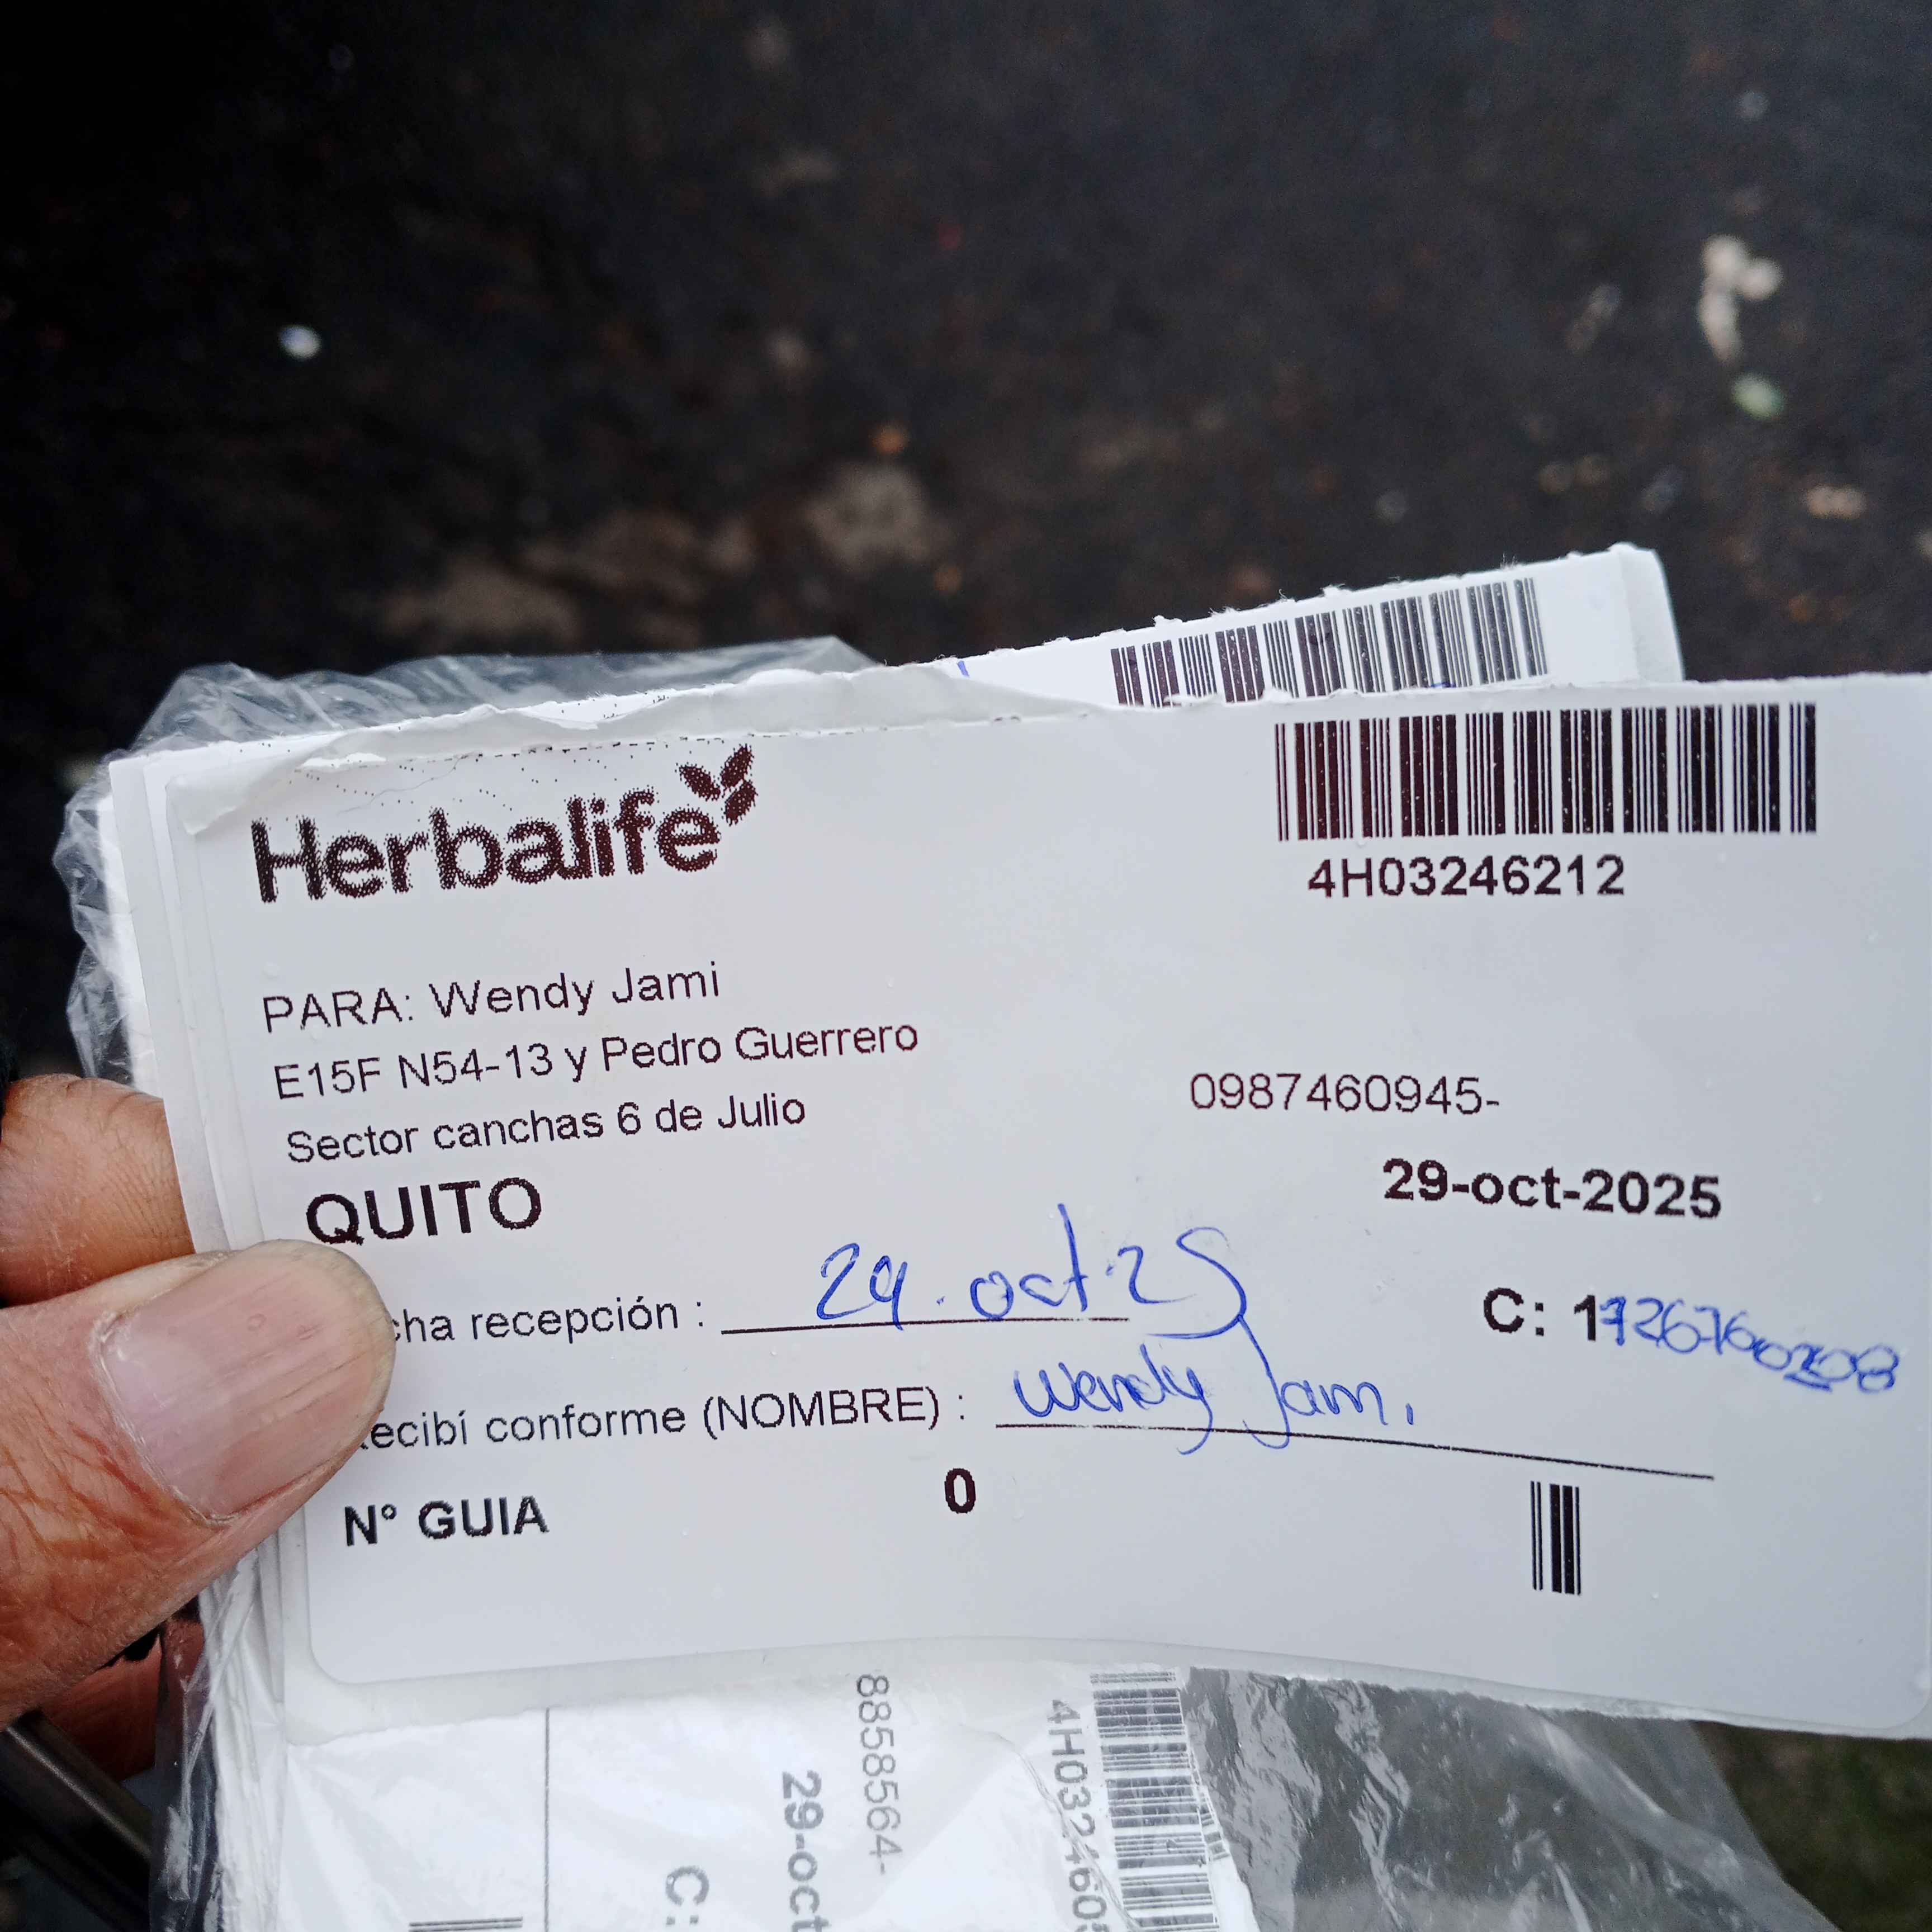 Herbalife
4H03246212
PARA: Wendy Jami
E15F N54-13 y Pedro Guerrero
Sector canchas 6 de Julio
0987460945-
QUITO
29-oct-2025
cha recepción : 29.oct.25
C: 1
ecibí conforme (NOMBRE) : Wendy Jami
N° GUIA 0
8858564-
29-oct
C: